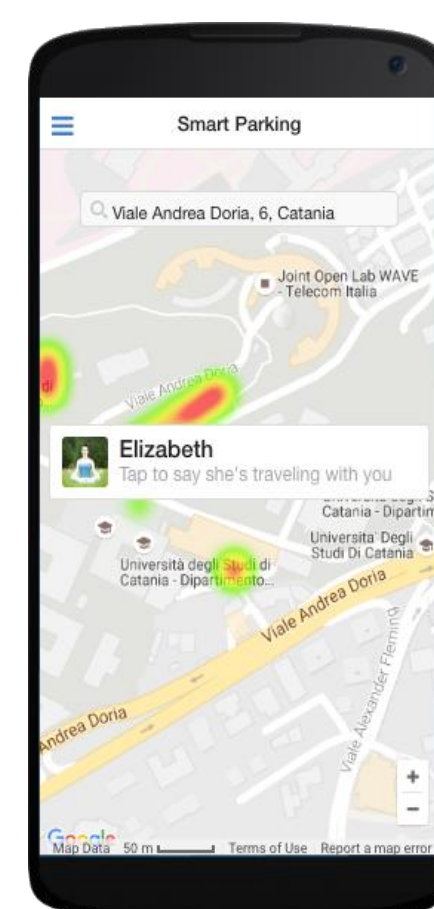 Smart Parking
Viale Andrea Doria, 6, Catania
Joint Open Lab WAVE
- Telecom Italia
di
Viale Andrea Doria
Elizabeth
Tap to say she's traveling with you
Catania - Dipartim
Universita' Degli
Studi Di Catania
Università degli Studi di
Catania - Dipartimento...
Viale Andrea Doria
Viale Alexander Fleming
Andrea Doria
+
−
Google
Map Data 50 m Terms of Use Report a map error